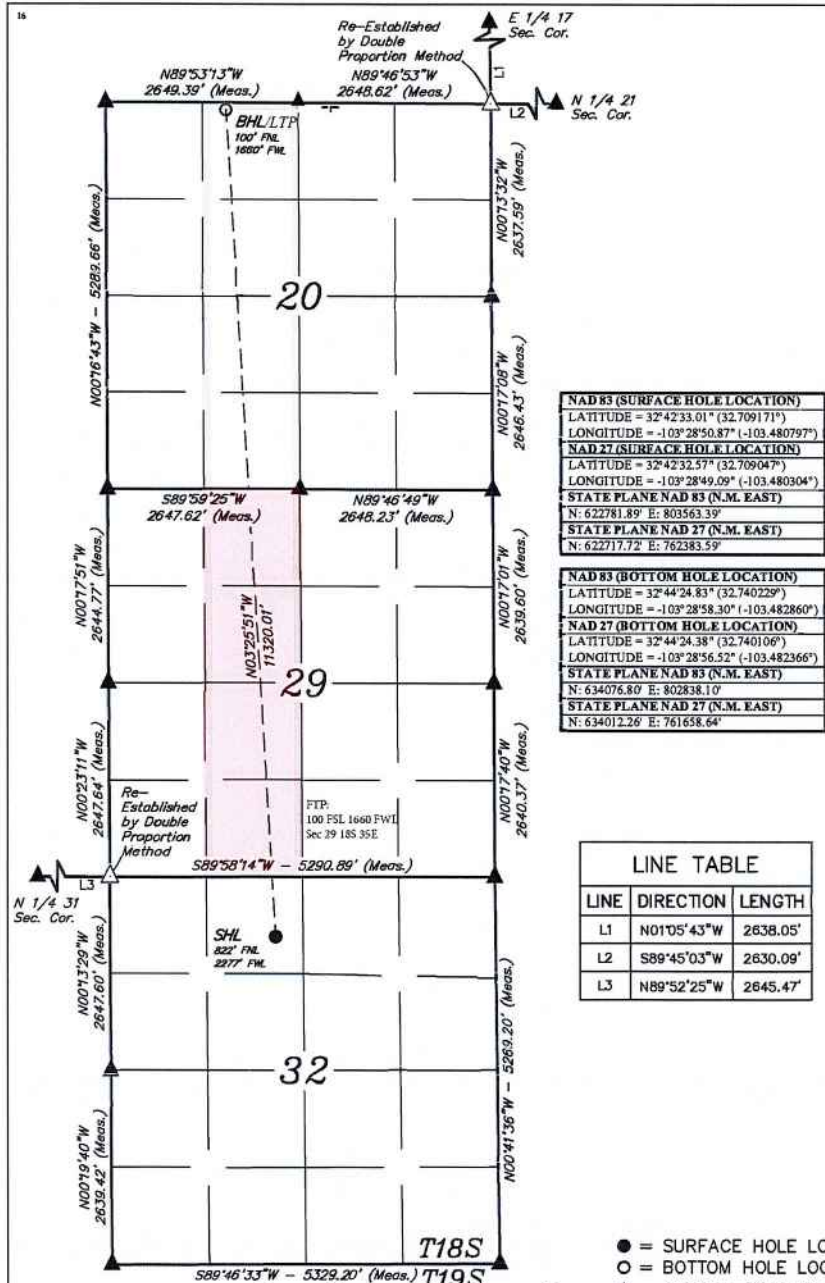 16
E 1/4 17
Sec. Cor.
Re-Established
by Double
Proportion
Method
L1
N89°53'13"W
2649.39' (Meas.)
N89°46'53"W
2648.62' (Meas.)
L2
N 1/4 21
Sec. Cor.
BHL/LTP
100' FNL
1660' FWL
N00°16'43"W - 5289.66' (Meas.)
N00°13'32"W
2637.59' (Meas.)
20
N00°17'08"W
2646.43' (Meas.)
S89°59'25"W
2647.62' (Meas.)
N89°46'49"W
2648.23' (Meas.)
N00°17'51"W
2644.77' (Meas.)
N00°17'01"W
2639.60' (Meas.)
N03°25'51"W
11320.01'
29
N00°23'11"W
2647.64' (Meas.)
N00°17'40"W
2640.37' (Meas.)
Re-
Established
by Double
Proportion
Method
FTP:
100 FSL 1660 FWL
Sec 29 18S 35E
S89°58'14"W - 5290.89' (Meas.)
L3
N 1/4 31
Sec. Cor.
SHL
822' FNL
2277' FWL
N00°13'29"W
2647.60' (Meas.)
N00°41'36"W - 5269.20' (Meas.)
32
N00°19'40"W
2639.42' (Meas.)
T18S
S89°46'33"W - 5329.20' (Meas.)
T19S
NAD 83 (SURFACE HOLE LOCATION)
LATITUDE = 32°42'33.01" (32.709171°)
LONGITUDE = -103°28'50.87" (-103.480797°)
NAD 27 (SURFACE HOLE LOCATION)
LATITUDE = 32°42'32.57" (32.709047°)
LONGITUDE = -103°28'49.09" (-103.480304°)
STATE PLANE NAD 83 (N.M. EAST)
N: 622781.89' E: 803563.39'
STATE PLANE NAD 27 (N.M. EAST)
N: 622717.72' E: 762383.59'
NAD 83 (BOTTOM HOLE LOCATION)
LATITUDE = 32°44'24.83" (32.740229°)
LONGITUDE = -103°28'58.30" (-103.482860°)
NAD 27 (BOTTOM HOLE LOCATION)
LATITUDE = 32°44'24.38" (32.740106°)
LONGITUDE = -103°28'56.52" (-103.482366°)
STATE PLANE NAD 83 (N.M. EAST)
N: 634076.80' E: 802838.10'
STATE PLANE NAD 27 (N.M. EAST)
N: 634012.26' E: 761658.64'
LINE TABLE
LINE DIRECTION LENGTH
L1 N01°05'43"W 2638.05'
L2 S89°45'03"W 2630.09'
L3 N89°52'25"W 2645.47'
● = SURFACE HOLE LO
○ = BOTTOM HOLE LOC